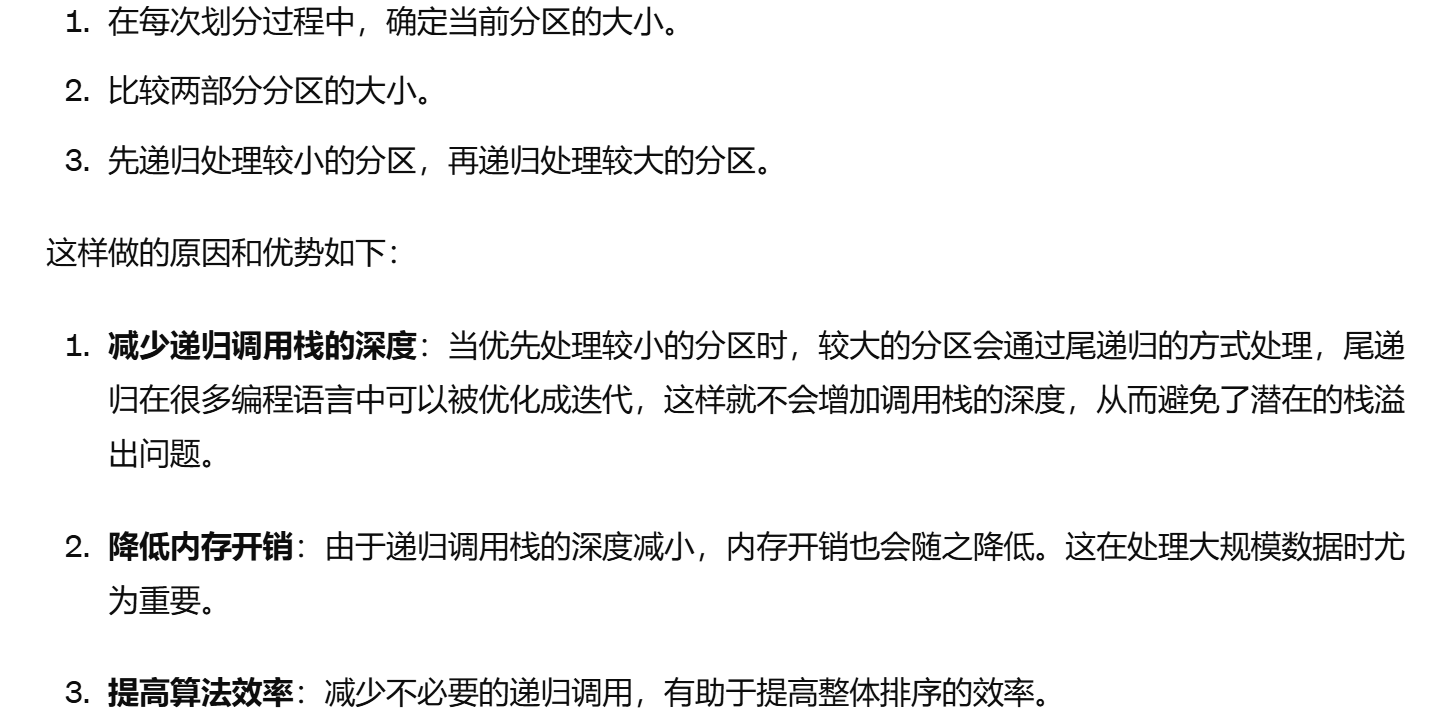 1. 在每次划分过程中，确定当前分区的大小。
2. 比较两部分分区的大小。
3. 先递归处理较小的分区，再递归处理较大的分区。
这样做的原因和优势如下：
1. 减少递归调用栈的深度：当优先处理较小的分区时，较大的分区会通过尾递归的方式处理，尾递
归在很多编程语言中可以被优化成迭代，这样就不会增加调用栈的深度，从而避免了潜在的栈溢
出问题。
2. 降低内存开销：由于递归调用栈的深度减小，内存开销也会随之降低。这在处理大规模数据时尤
为重要。
3. 提高算法效率：减少不必要的递归调用，有助于提高整体排序的效率。